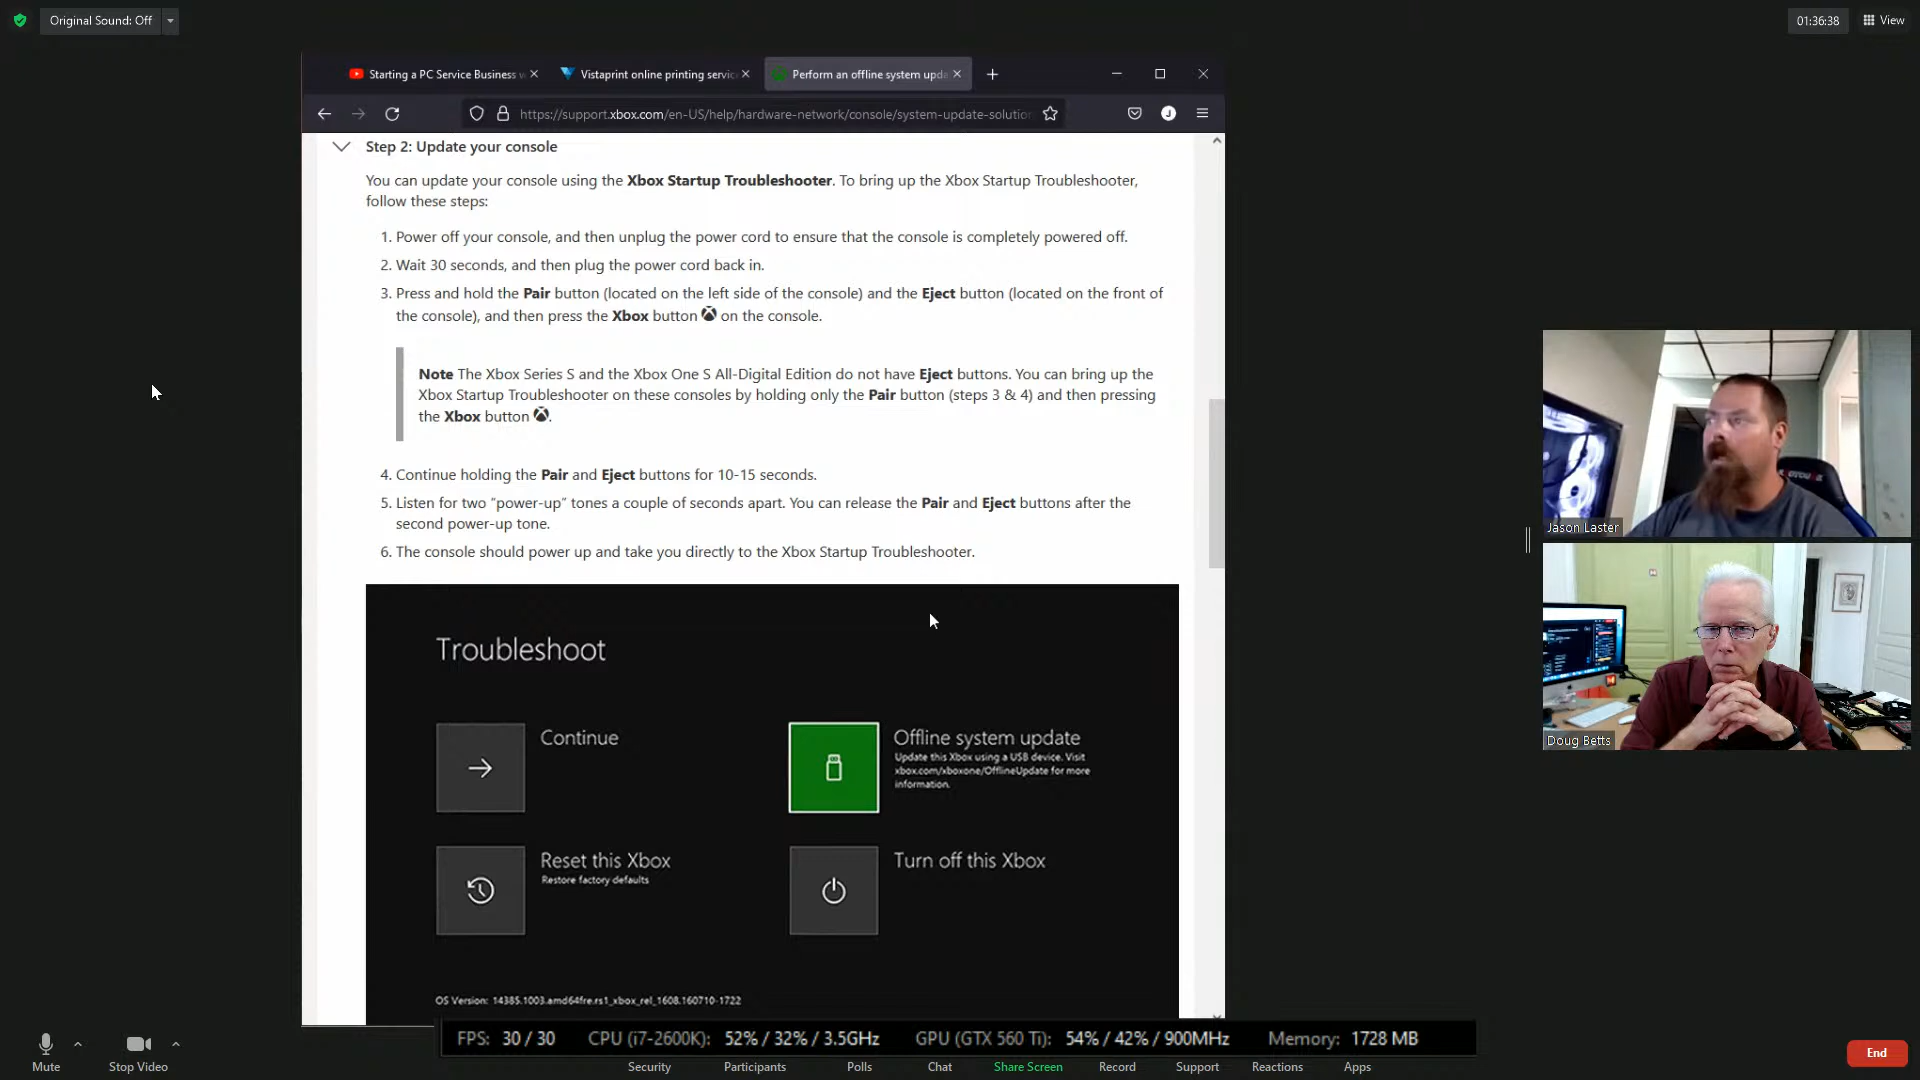 Original Sound: Off
01:36:38
View
Starting a PC Service Business w
Vistaprint online printing servic
Perform an offline system upda
https://support.xbox.com/en-US/help/hardware-network/console/system-update-solution
J
Step 2: Update your console
You can update your console using the Xbox Startup Troubleshooter. To bring up the Xbox Startup Troubleshooter,
follow these steps:
1. Power off your console, and then unplug the power cord to ensure that the console is completely powered off.
2. Wait 30 seconds, and then plug the power cord back in.
3. Press and hold the Pair button (located on the left side of the console) and the Eject button (located on the front of
the console), and then press the Xbox button on the console.
Note The Xbox Series S and the Xbox One S All-Digital Edition do not have Eject buttons. You can bring up the
Xbox Startup Troubleshooter on these consoles by holding only the Pair button (steps 3 & 4) and then pressing
the Xbox button .
4. Continue holding the Pair and Eject buttons for 10-15 seconds.
5. Listen for two “power-up” tones a couple of seconds apart. You can release the Pair and Eject buttons after the
second power-up tone.
6. The console should power up and take you directly to the Xbox Startup Troubleshooter.
Troubleshoot
Continue
Offline system update
Update this Xbox using a USB device. Visit
xbox.com/xboxone/OfflineUpdate for more
information.
Reset this Xbox
Restore factory defaults
Turn off this Xbox
OS Version: 14385.1003.amd64fre.rs1_xbox_rel_1608.160710-1722
Jason Laster
Doug Betts
FPS: 30 / 30 CPU (i7-2600K): 52% / 32% / 3.5GHz GPU (GTX 560 Ti): 54% / 42% / 900MHz Memory: 1728 MB
Mute
Stop Video
Security
Participants
Polls
Chat
Share Screen
Record
Support
Reactions
Apps
End